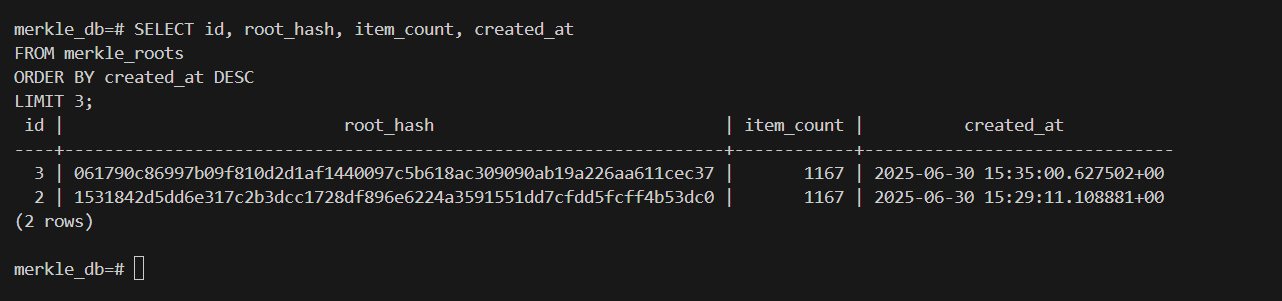 merkle_db=# SELECT id, root_hash, item_count, created_at
FROM merkle_roots
ORDER BY created_at DESC
LIMIT 3;
 id |                            root_hash                             | item_count |          created_at
----+------------------------------------------------------------------+------------+-------------------------------
  3 | 061790c86997b09f810d2d1af1440097c5b618ac309090ab19a226aa611cec37 |       1167 | 2025-06-30 15:35:00.627502+00
  2 | 1531842d5dd6e317c2b3dcc1728df896e6224a3591551dd7cfdd5fcff4b53dc0 |       1167 | 2025-06-30 15:29:11.108881+00
(2 rows)
merkle_db=#